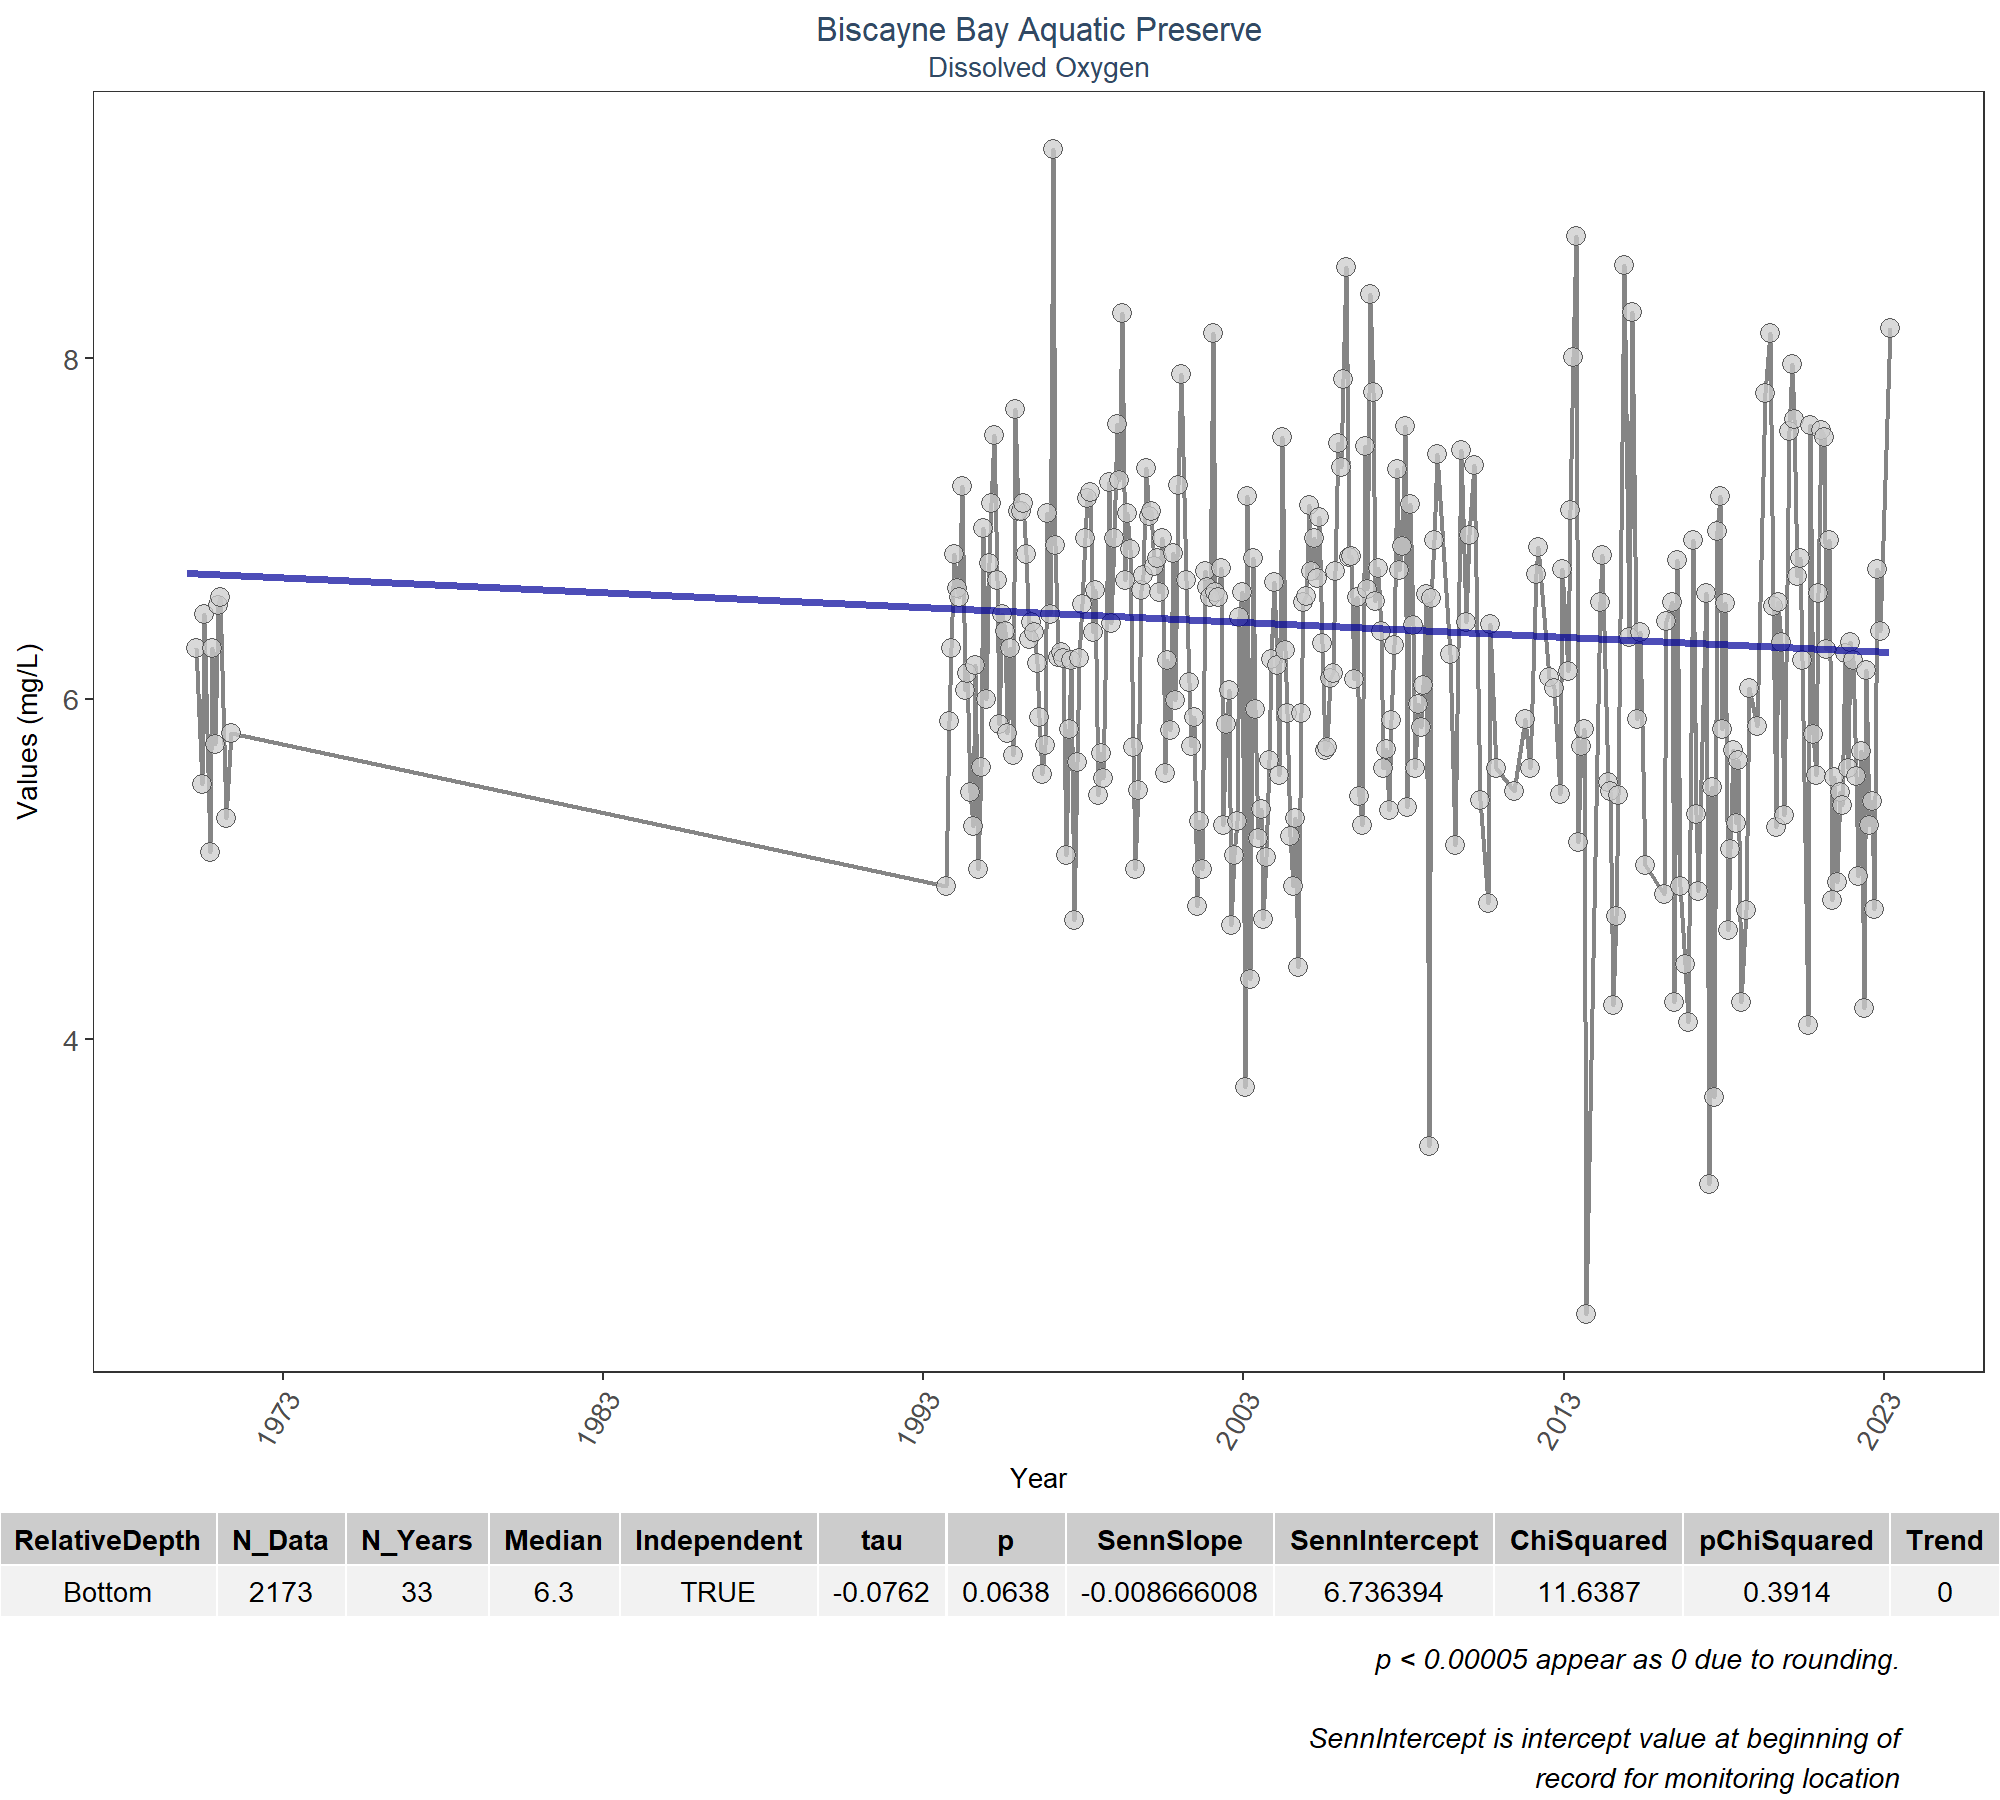 Biscayne Bay Aquatic Preserve
Dissolved Oxygen
Values (mg/L)
8
6
4
1973 1983 1993 2003 2013 2023
Year
RelativeDepth N_Data N_Years Median Independent tau p SennSlope SennIntercept ChiSquared pChiSquared Trend
Bottom 2173 33 6.3 TRUE -0.0762 0.0638 -0.008666008 6.736394 11.6387 0.3914 0
p < 0.00005 appear as 0 due to rounding.
SennIntercept is intercept value at beginning of
record for monitoring location